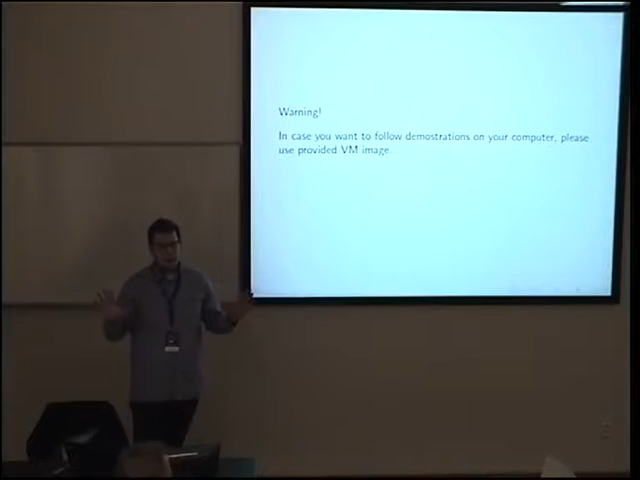 Warning!
In case you want to follow demostrations on your computer, please
use provided VM image